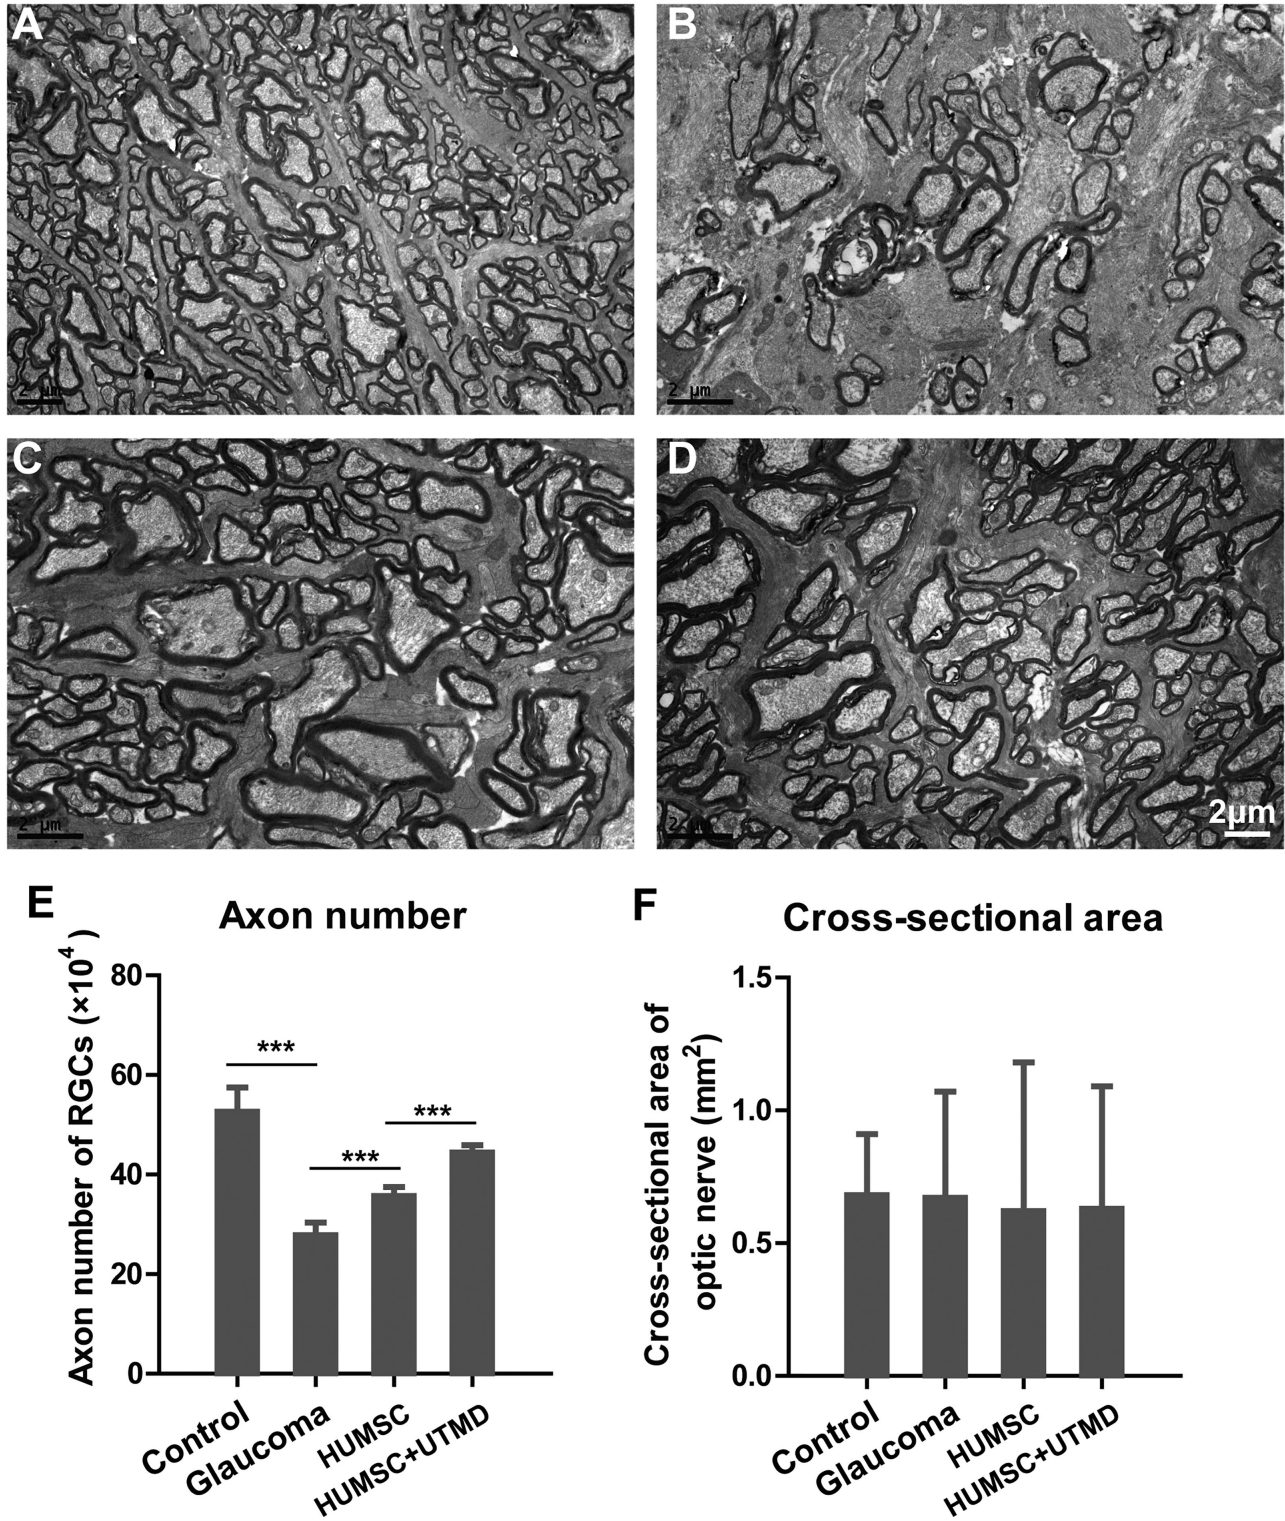 A
B
2 µm
2 µm
C
D
2 µm
2 µm
2µm
E
Axon number
Axon number of RGCs (×10⁴)
80
60
40
20
0
***
***
***
Control
Glaucoma
HUMSC
HUMSC+UTMD
F
Cross-sectional area
Cross-sectional area of
optic nerve (mm²)
1.5
1.0
0.5
0.0
Control
Glaucoma
HUMSC
HUMSC+UTMD